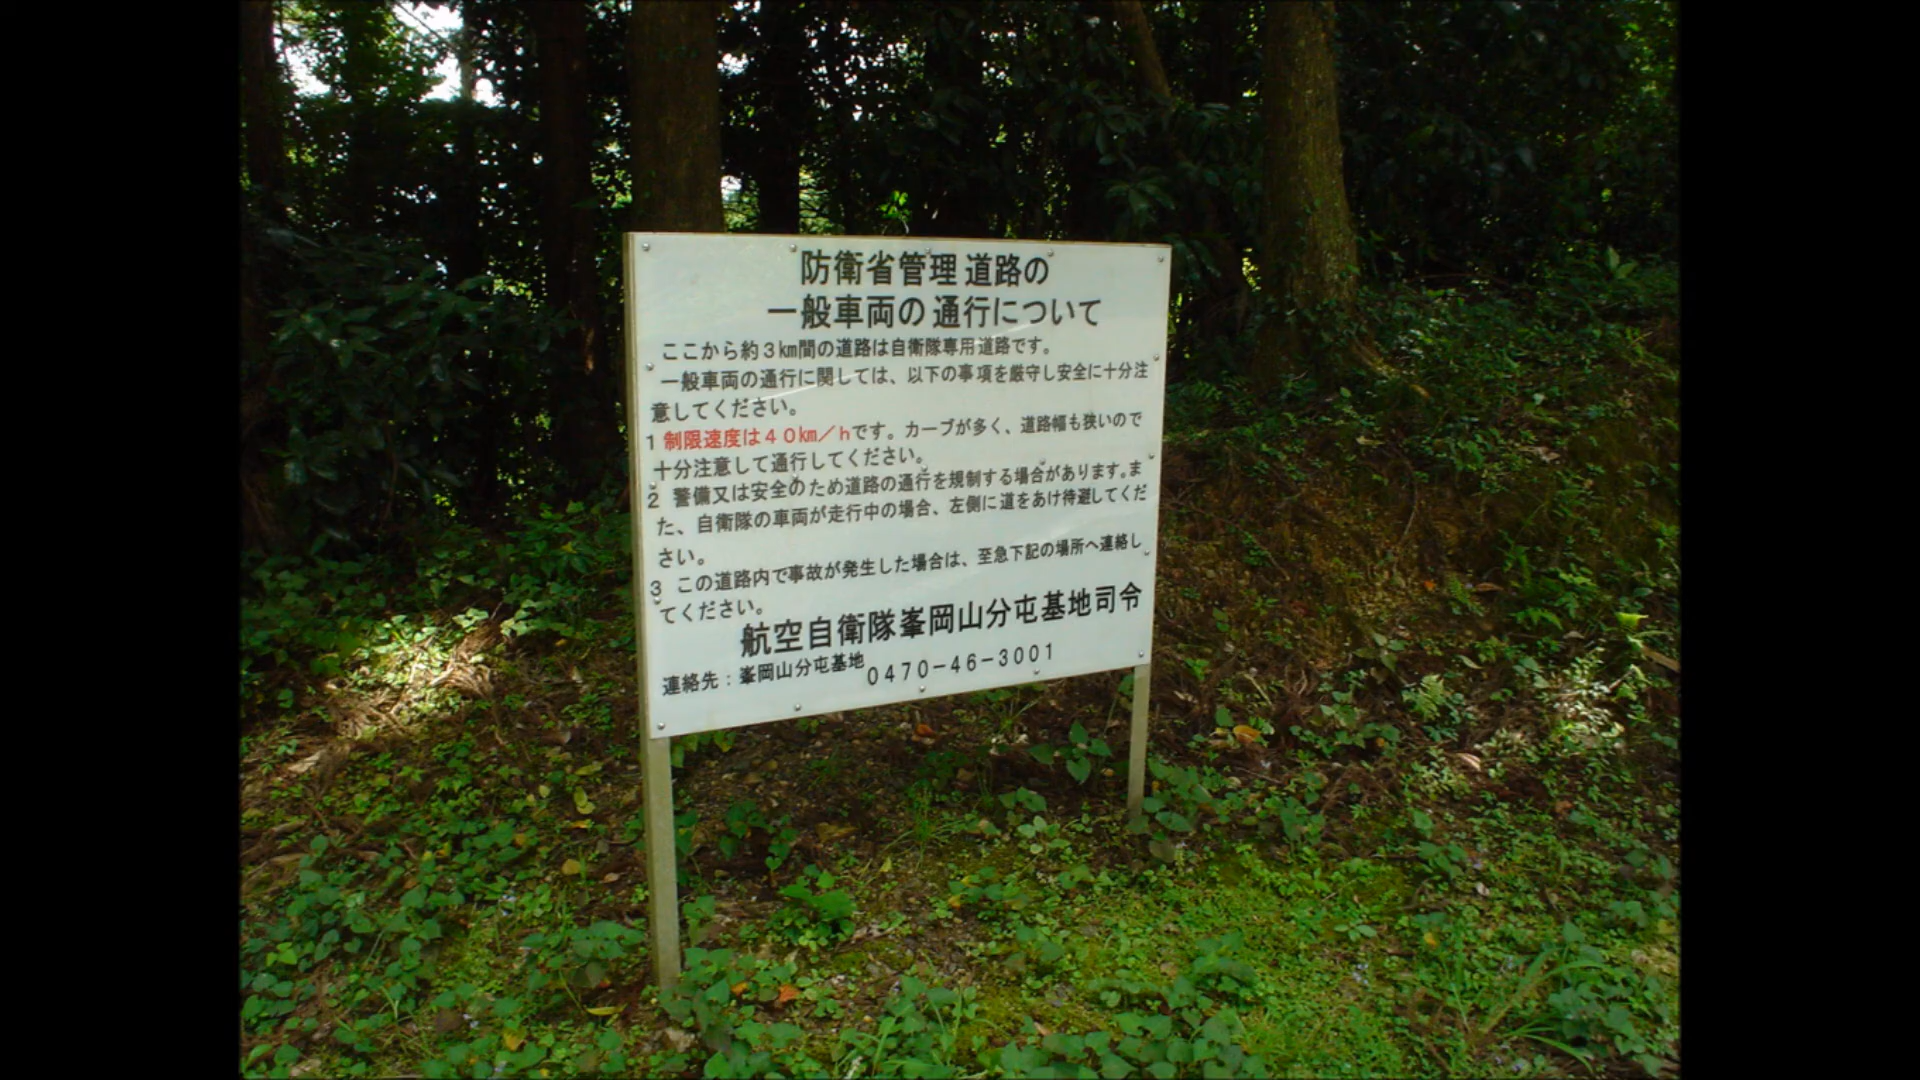 防衛省管理道路の
一般車両の通行について
ここから約3km間の道路は自衛隊専用道路です。
一般車両の通行に関しては、以下の事項を厳守し安全に十分注
意してください。
1 制限速度は40km/hです。カーブが多く、道路幅も狭いので
十分注意して通行してください。
2 警備又は安全のため道路の通行を規制する場合があります。ま
た、自衛隊の車両が走行中の場合、左側に道をあけ待避してくだ
さい。
3 この道路内で事故が発生した場合は、至急下記の場所へ連絡し
てください。
航空自衛隊峯岡山分屯基地司令
連絡先:峯岡山分屯基地 0470-46-3001